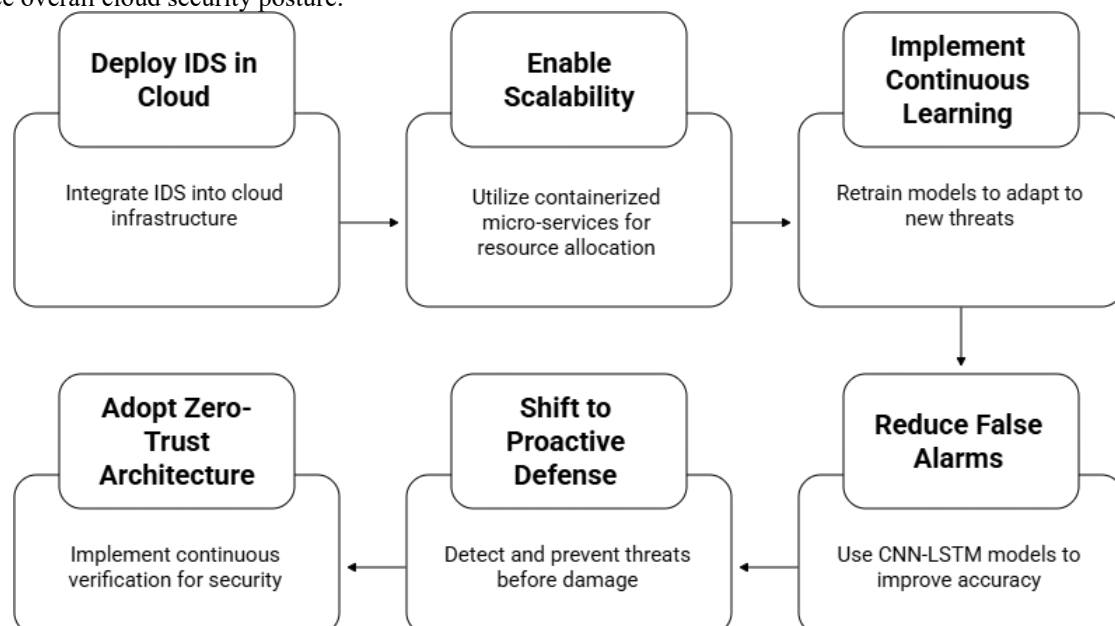 overall cloud security posture.
Deploy IDS in
Cloud
Integrate IDS into cloud
infrastructure
Enable
Scalability
Utilize containerized
micro-services for
resource allocation
Implement
Continuous
Learning
Retrain models to adapt to
new threats
Reduce False
Alarms
Use CNN-LSTM models to
improve accuracy
Shift to
Proactive
Defense
Detect and prevent threats
before damage
Adopt Zero-
Trust
Architecture
Implement continuous
verification for security